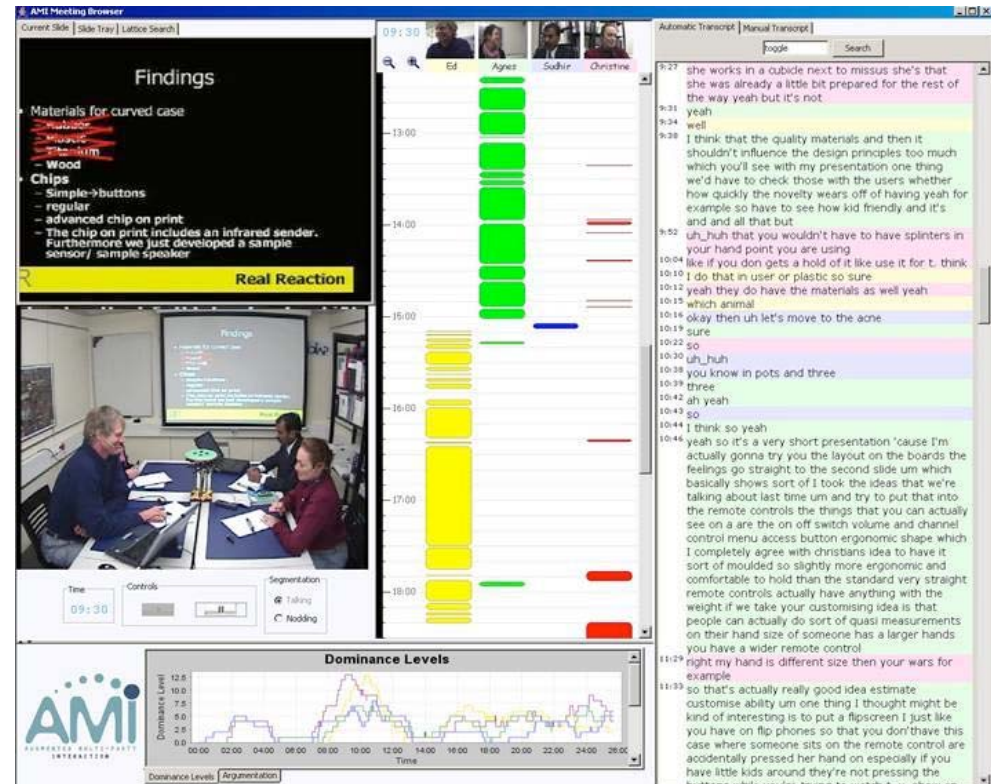 AMI Meeting Browser
Current Slide
Slide Tray
Lattice Search
Findings
Materials for curved case
Titanium
– Wood
Chips
– Simple→buttons
– regular
– advanced chip on print
– The chip on print includes an infrared sender.
Furthermore we just developed a sample
sensor/ sample speaker
R
Real Reaction
Findings
Real Reaction
Time
09:30
Controls
Segmentation
Talking
Nodding
09:30
Ed
Agnes
Sudhir
Christine
13:00
14:00
15:00
16:00
17:00
18:00
AMI
AUGMENTED MULTI-PARTY
INTERACTION
Dominance Levels
Dominance Level
12.5
10.0
7.5
5.0
2.5
0.0
00:00 02:00 04:00 06:00 08:00 10:00 12:00 14:00 16:00 18:00 20:00 22:00 24:00 26:00
Time
Dominance Levels
Argumentation
Automatic Transcript
Manual Transcript
toggle
Search
9:27 she works in a cubicle next to missus she's that
she was already a little bit prepared for the rest of
the way yeah but it's not
9:31 yeah
9:34 well
9:38 I think that the quality materials and then it
shouldn't influence the design principles too much
which you'll see with my presentation one thing
we'd have to check those with the users whether
how quickly the novelty wears off of having yeah for
example so have to see how kid friendly and it's
and and all that but
9:52 uh_huh that you wouldn't have to have splinters in
your hand point you are using
10:04 like if you don gets a hold of it like use it for t. think
10:10 I do that in user or plastic so sure
10:12 yeah they do have the materials as well yeah
10:15 which animal
10:16 okay then uh let's move to the acne
10:19 sure
10:22 so
10:30 uh_huh
10:38 you know in pots and three
10:39 three
10:42 ah yeah
10:43 so
10:44 I think so yeah
10:46 yeah so it's a very short presentation 'cause I'm
actually gonna try you the layout on the boards the
feelings go straight to the second slide um which
basically shows sort of I took the ideas that we're
talking about last time um and try to put that into
the remote controls the things that you can actually
see on a are the on off switch volume and channel
control menu access button ergonomic shape which
I completely agree with christians idea to have it
sort of moulded so slightly more ergonomic and
comfortable to hold than the standard very straight
remote controls actually have anything with the
weight if we take your customising idea is that
people can actually do sort of quasi measurements
on their hand size of someone has a larger hands
you have a wider remote control
11:29 right my hand is different size then your wars for
example
11:33 so that's actually really good idea estimate
customise ability um one thing I thought might be
kind of interesting is to put a flipscreen I just like
you have on flip phones so that you don'thave this
case where someone sits on the remote control are
accidentally pressed her hand on especially if you
have little kids around they're not pressing the